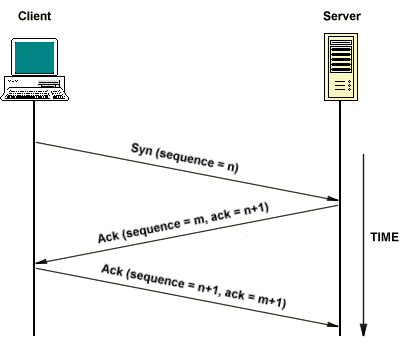 Client
Server
Syn (sequence = n)
Ack (sequence = m, ack = n+1)
TIME
Ack (sequence = n+1, ack = m+1)